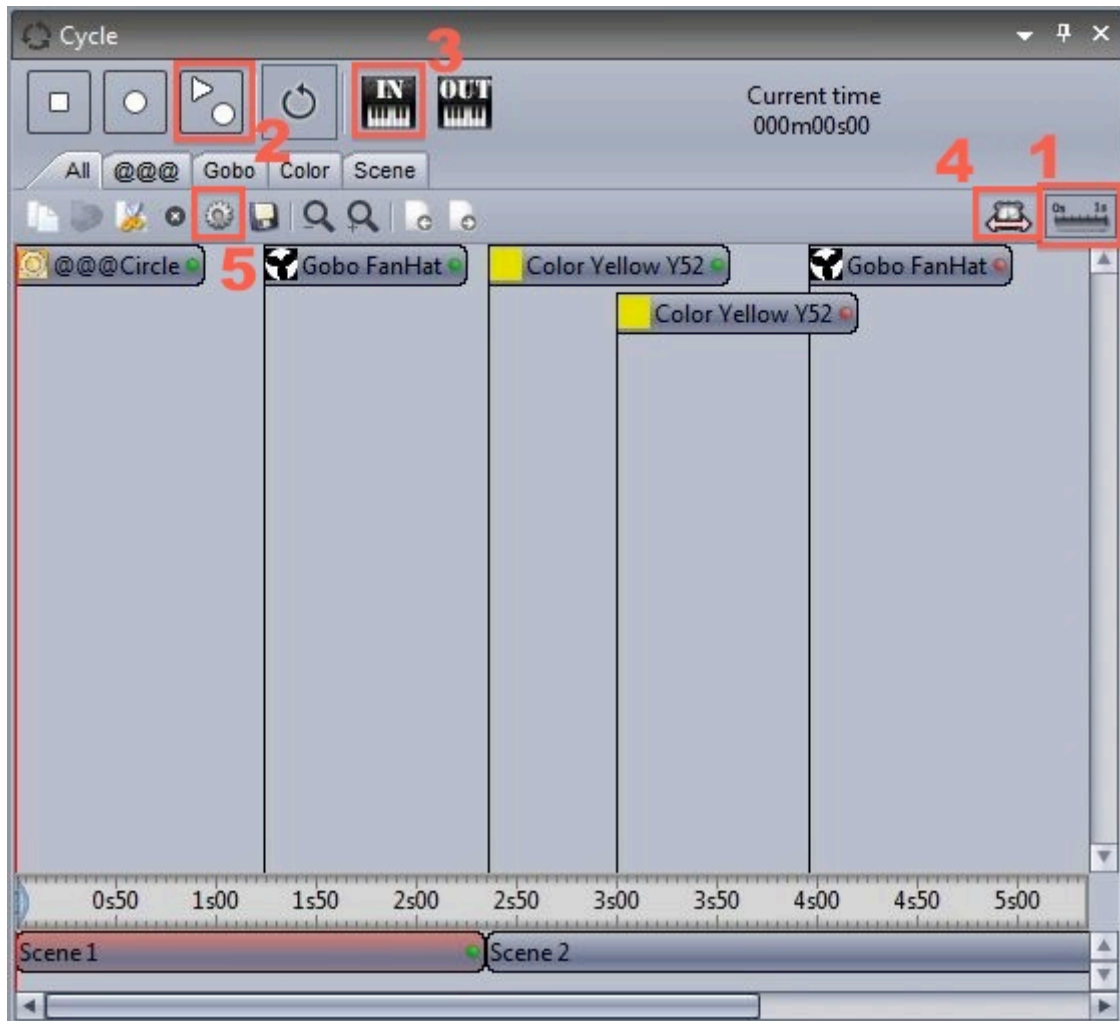 Cycle
3
IN
OUT
Current time
000m00s00
2
All
@@@
Gobo
Color
Scene
4
1
0s 1s
5
@@@Circle
Gobo FanHat
Color Yellow Y52
Gobo FanHat
Color Yellow Y52
0s50 1s00 1s50 2s00 2s50 3s00 3s50 4s00 4s50 5s00
Scene 1
Scene 2